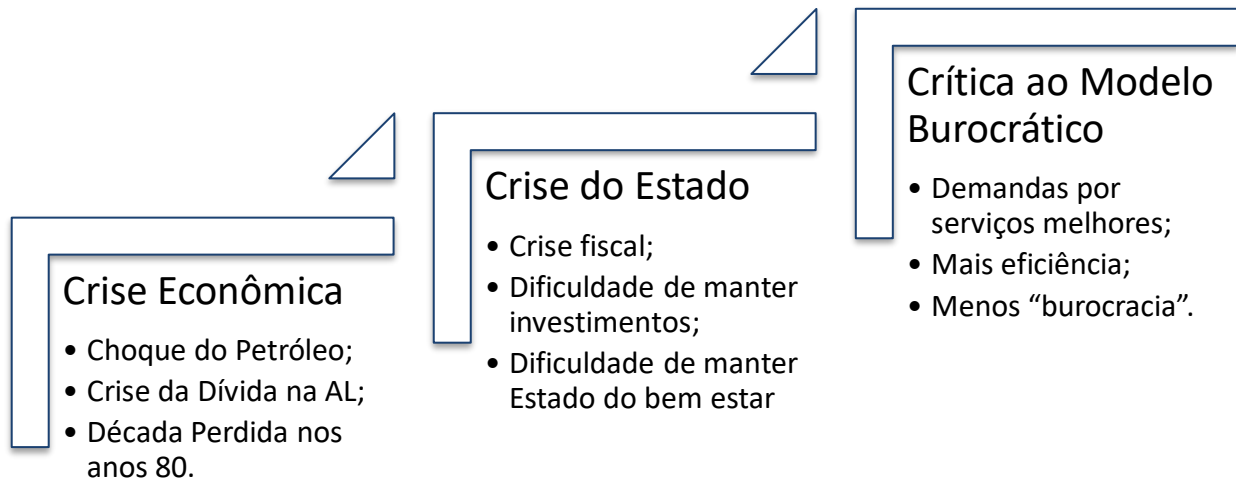 Crise Econômica
• Choque do Petróleo;
• Crise da Dívida na AL;
• Década Perdida nos
anos 80.
Crise do Estado
• Crise fiscal;
• Dificuldade de manter
investimentos;
• Dificuldade de manter
Estado do bem estar
Crítica ao Modelo
Burocrático
• Demandas por
serviços melhores;
• Mais eficiência;
• Menos “burocracia”.